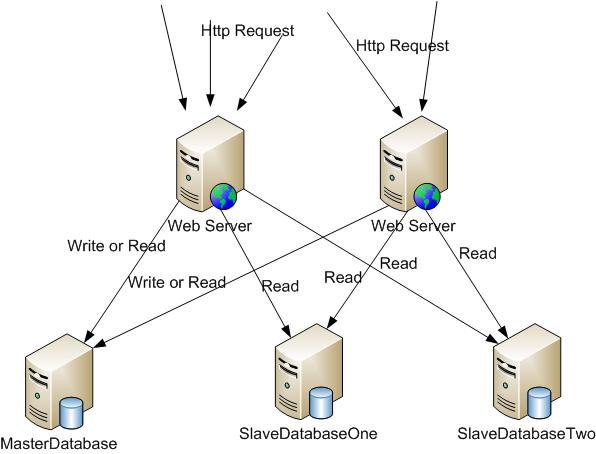 Http Request
Http Request
Web Server
Web Server
Write or Read
Write or Read
Read
Read
Read
Read
MasterDatabase
SlaveDatabaseOne
SlaveDatabaseTwo